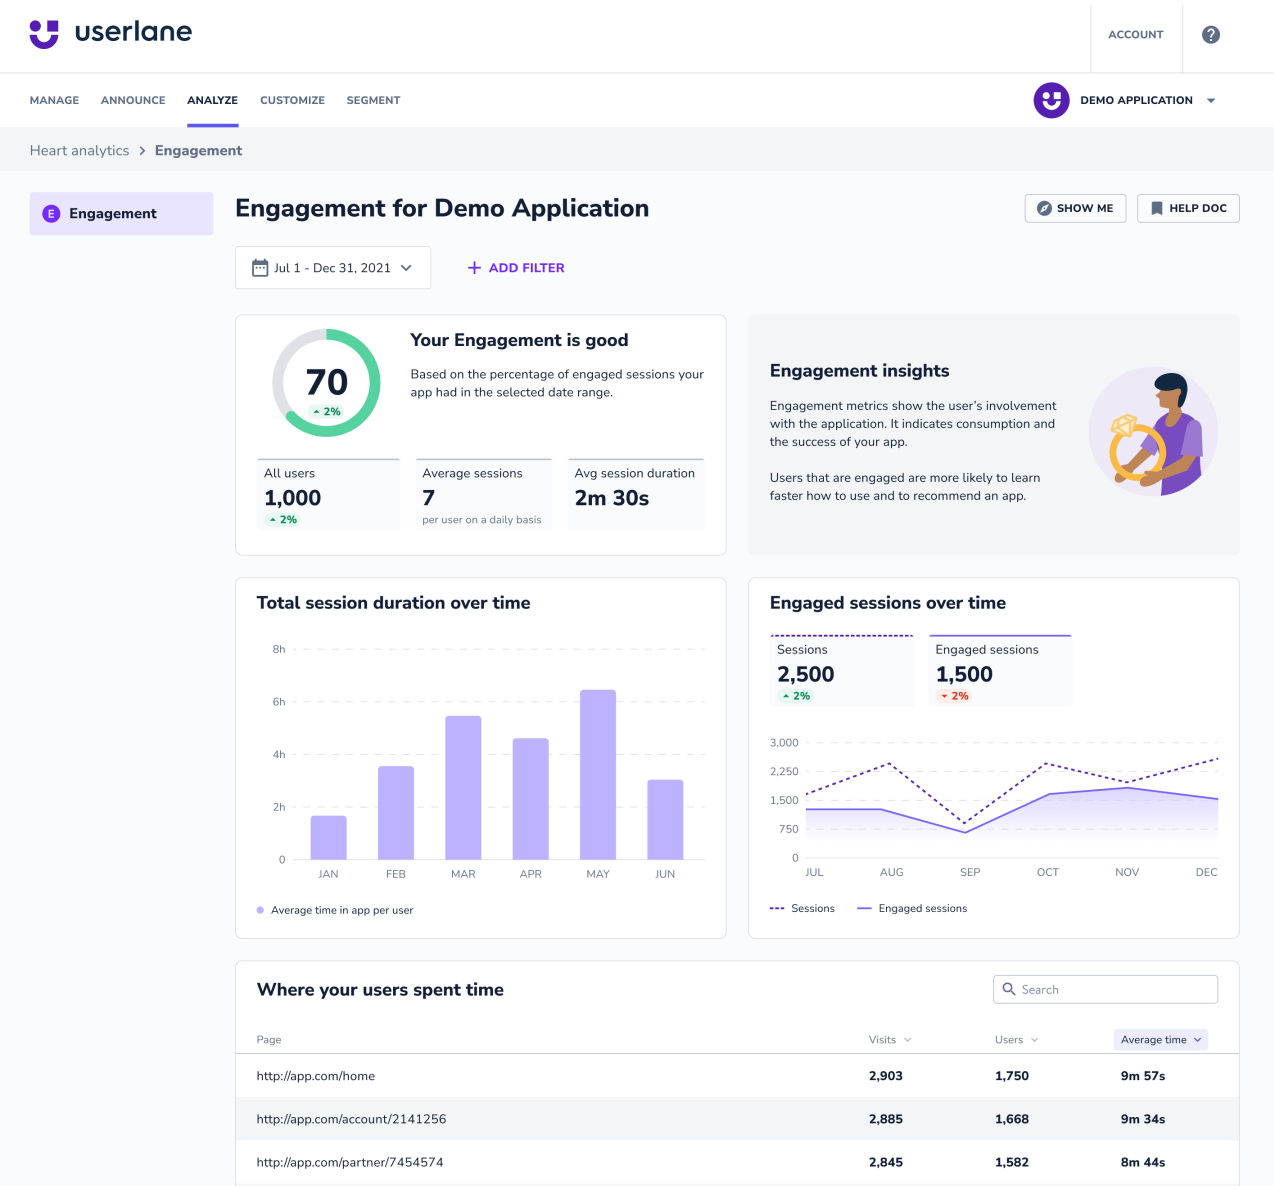 userlane
ACCOUNT
?
MANAGE ANNOUNCE ANALYZE CUSTOMIZE SEGMENT
DEMO APPLICATION
Heart analytics > Engagement
E Engagement
Engagement for Demo Application
SHOW ME
HELP DOC
Jul 1 - Dec 31, 2021
+ ADD FILTER
70
2%
Your Engagement is good
Based on the percentage of engaged sessions your
app had in the selected date range.
All users
1,000
2%
Average sessions
7
per user on a daily basis
Avg session duration
2m 30s
Engagement insights
Engagement metrics show the user’s involvement
with the application. It indicates consumption and
the success of your app.
Users that are engaged are more likely to learn
faster how to use and to recommend an app.
Total session duration over time
8h
6h
4h
2h
0
JAN FEB MAR APR MAY JUN
Average time in app per user
Engaged sessions over time
Sessions
2,500
2%
Engaged sessions
1,500
2%
3,000
2,250
1,500
750
0
JUL AUG SEP OCT NOV DEC
Sessions Engaged sessions
Where your users spent time
Search
Page Visits Users Average time
http://app.com/home 2,903 1,750 9m 57s
http://app.com/account/2141256 2,885 1,668 9m 34s
http://app.com/partner/7454574 2,845 1,582 8m 44s